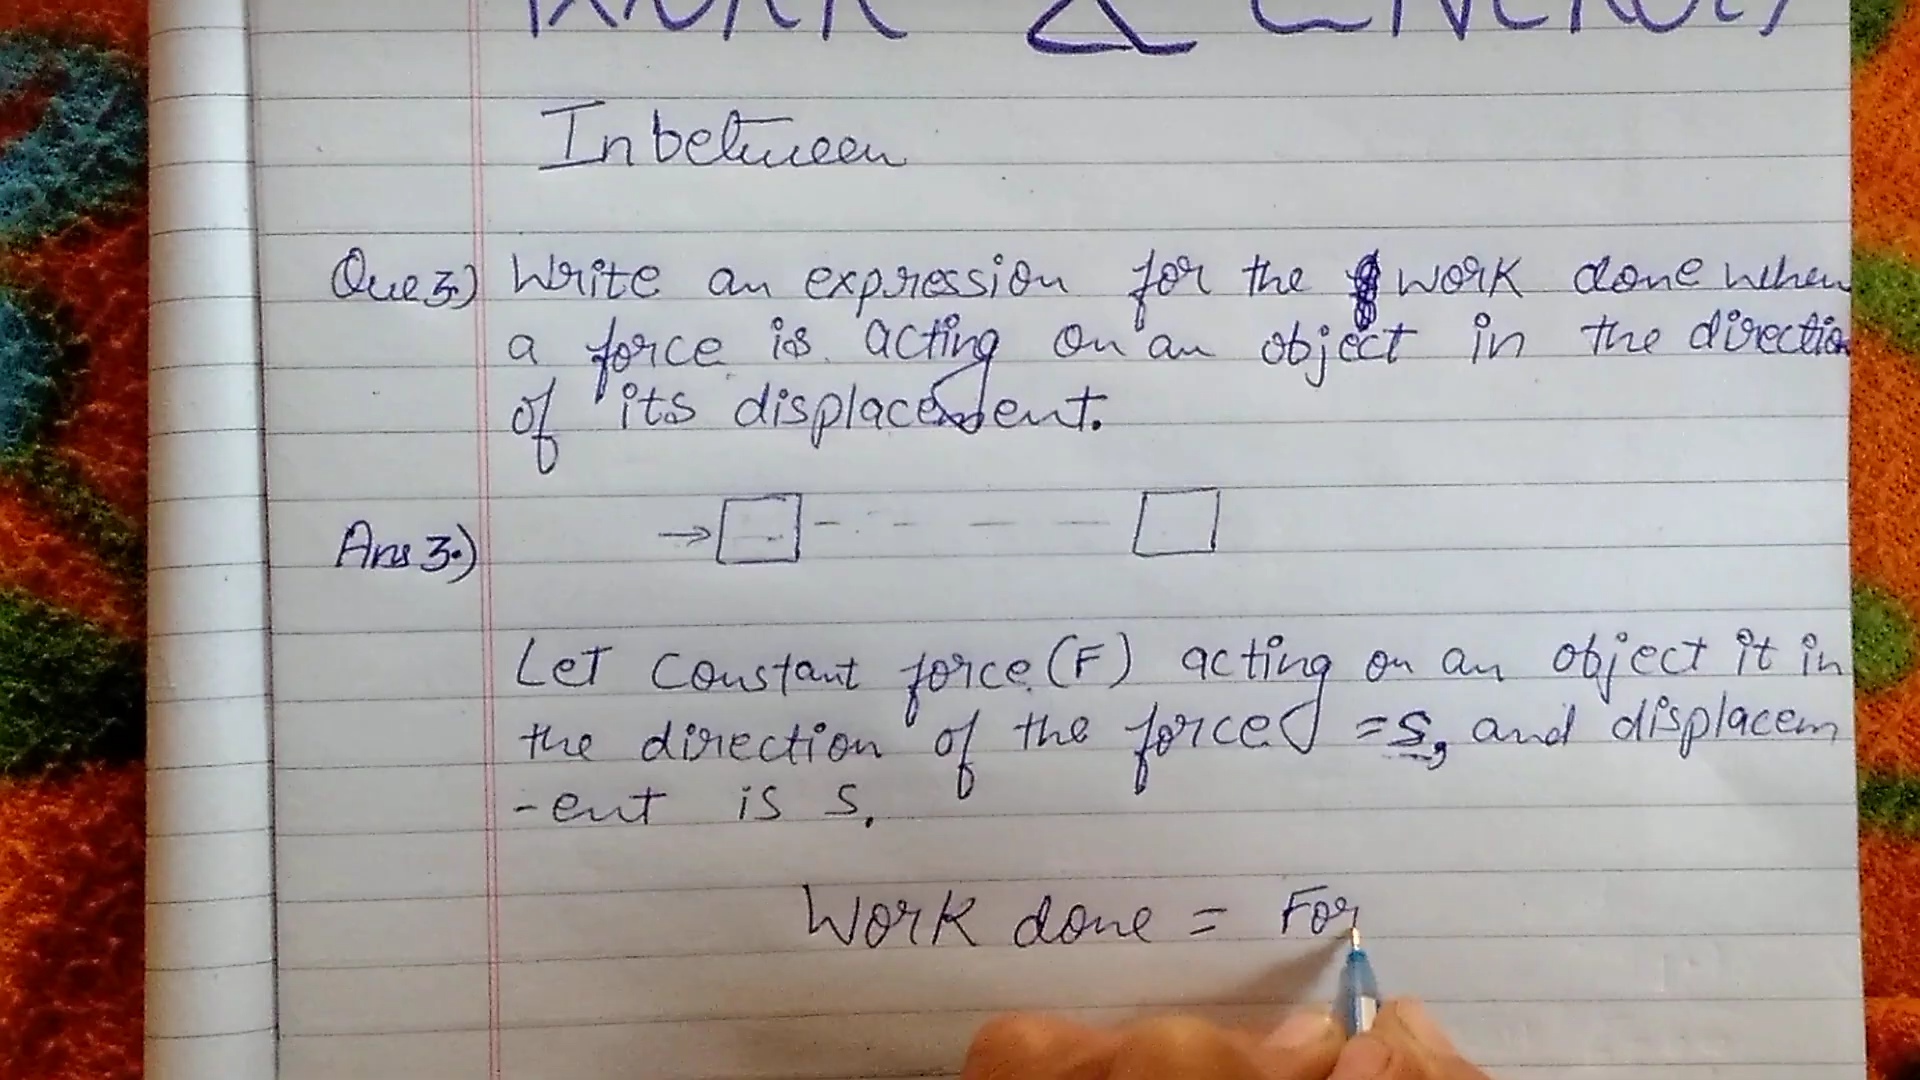 WORK & ENERGY
Inbetween
Que 3.) Write an expression for the work done when
a force is acting on an object in the direction
of its displacement.
Ans 3.)
Let constant force (F) acting on an object it in
the direction of the force = s, and displacem
-ent is s.
Work done = For